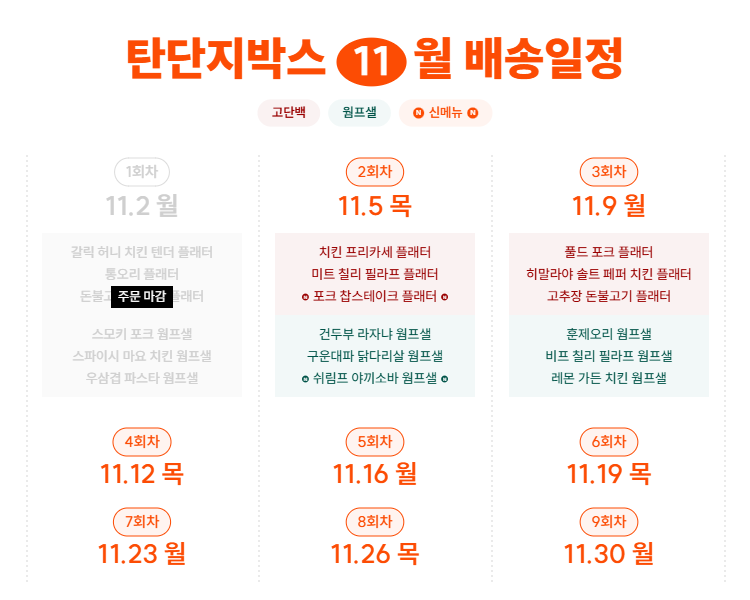 탄단지박스 11월 배송일정
고단백 웜프샐 N 신메뉴 N
1회차
11.2 월
갈릭 허니 치킨 텐더 플래터
통오리 플래터
돈불고 주문 마감 플래터
스모키 포크 웜프샐
스파이시 마요 치킨 웜프샐
우삼겹 파스타 웜프샐
2회차
11.5 목
치킨 프리카세 플래터
미트 칠리 필라프 플래터
N 포크 찹스테이크 플래터 N
건두부 라자냐 웜프샐
구운대파 닭다리살 웜프샐
N 쉬림프 야끼소바 웜프샐 N
3회차
11.9 월
풀드 포크 플래터
히말라야 솔트 페퍼 치킨 플래터
고추장 돈불고기 플래터
훈제오리 웜프샐
비프 칠리 필라프 웜프샐
레몬 가든 치킨 웜프샐
4회차
11.12 목
5회차
11.16 월
6회차
11.19 목
7회차
11.23 월
8회차
11.26 목
9회차
11.30 월